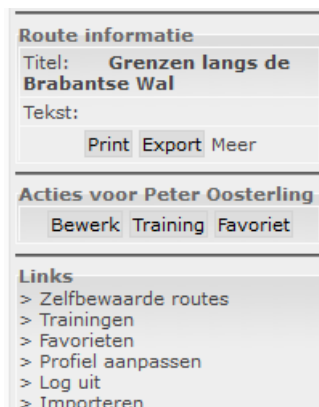 Route informatie
Titel: Grenzen langs de
Brabantse Wal
Tekst:
Print Export Meer
Acties voor Peter Oosterling
Bewerk Training Favoriet
Links
> Zelfbewaarde routes
> Trainingen
> Favorieten
> Profiel aanpassen
> Log uit
> Importeren